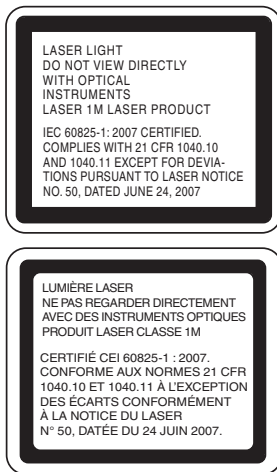 LASER LIGHT
DO NOT VIEW DIRECTLY
WITH OPTICAL
INSTRUMENTS
LASER 1M LASER PRODUCT
IEC 60825-1: 2007 CERTIFIED.
COMPLIES WITH 21 CFR 1040.10
AND 1040.11 EXCEPT FOR DEVIA-
TIONS PURSUANT TO LASER NOTICE
NO. 50, DATED JUNE 24, 2007
LUMIÈRE LASER
NE PAS REGARDER DIRECTEMENT
AVEC DES INSTRUMENTS OPTIQUES
PRODUIT LASER CLASSE 1M
CERTIFIÉ CEI 60825-1 : 2007.
CONFORME AUX NORMES 21 CFR
1040.10 ET 1040.11 À L'EXCEPTION
DES ÉCARTS CONFORMÉMENT
À LA NOTICE DU LASER
N° 50, DATÉE DU 24 JUIN 2007.